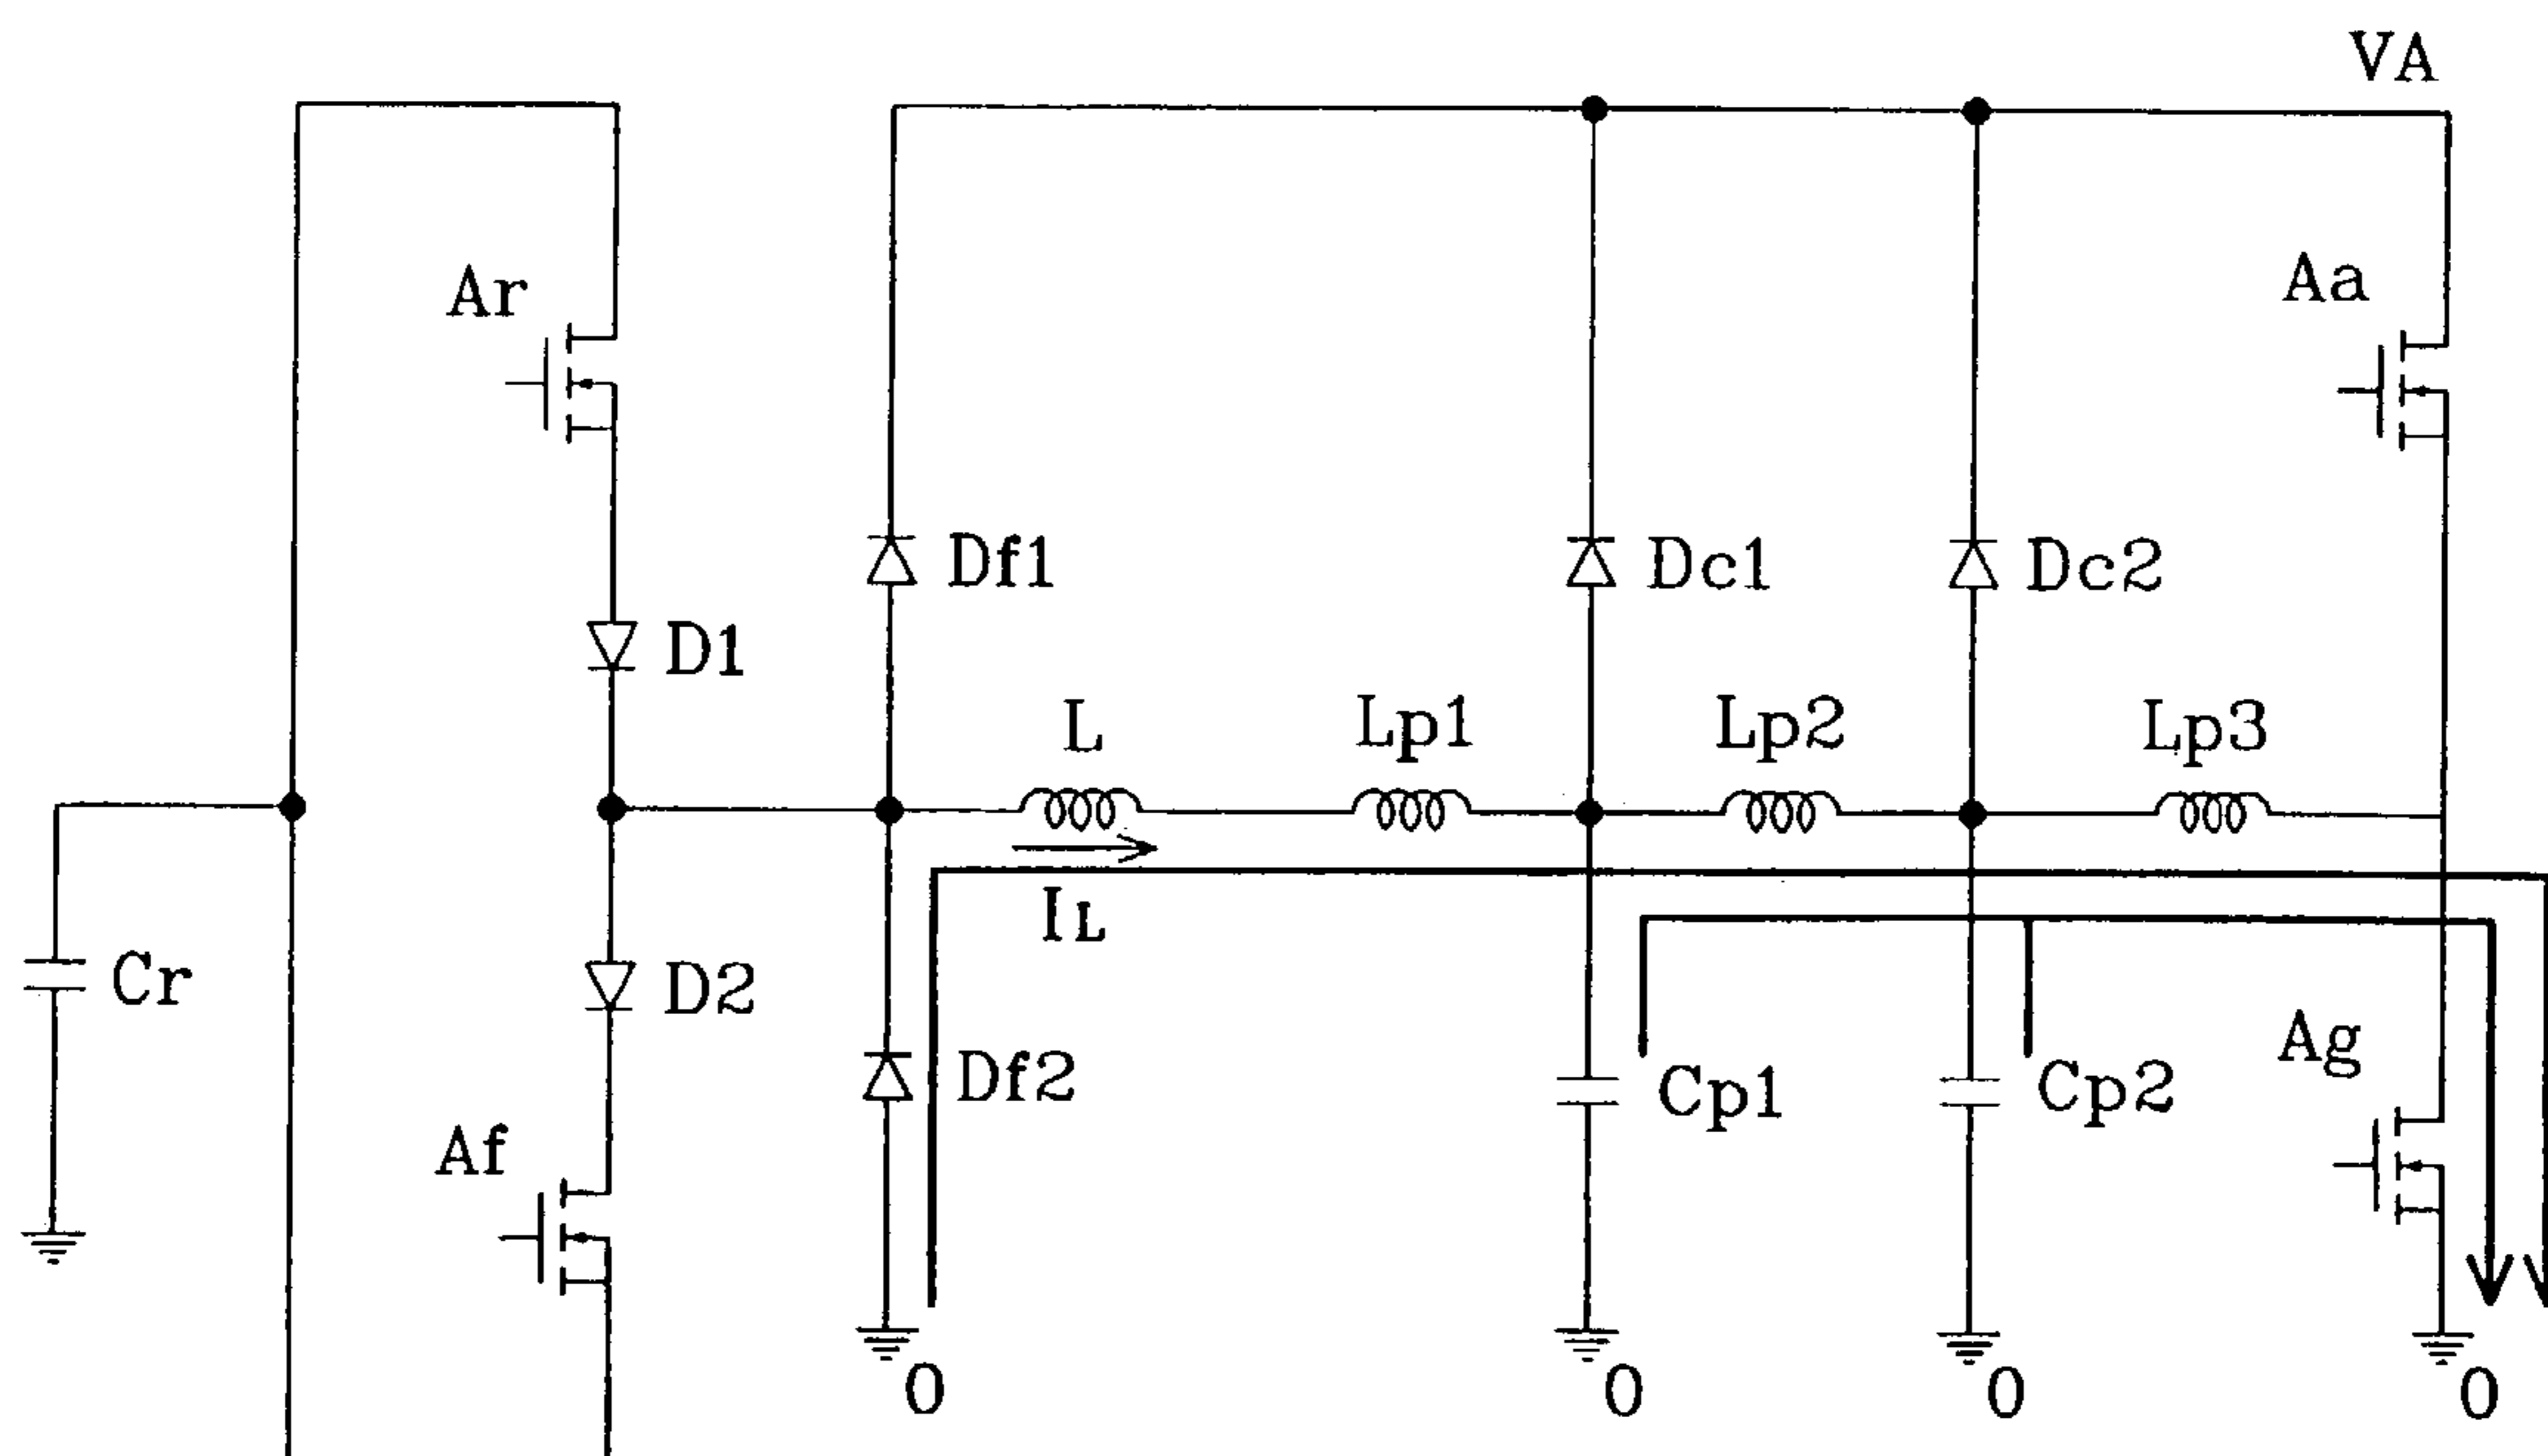 VA
Ar
Aa
Df1
Dc1
Dc2
D1
L
Lp1
Lp2
Lp3
IL
Cr
D2
Df2
Cp1
Cp2
Ag
Af
0
0
0
0